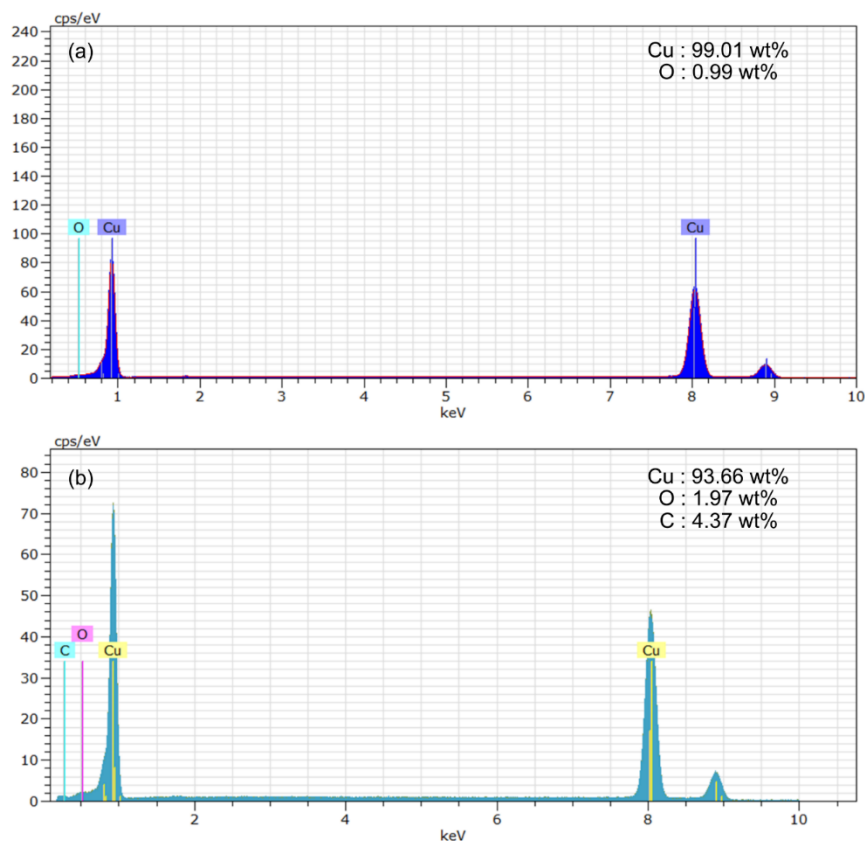 cps/eV
(a)
Cu : 99.01 wt%
O : 0.99 wt%
240
220
200
180
160
140
120
100
80
60
40
20
0
O
Cu
Cu
1
2
3
4
5
6
7
8
9
10
keV
cps/eV
(b)
Cu : 93.66 wt%
O : 1.97 wt%
C : 4.37 wt%
80
70
60
50
40
30
20
10
0
O
C
Cu
Cu
2
4
6
8
10
keV